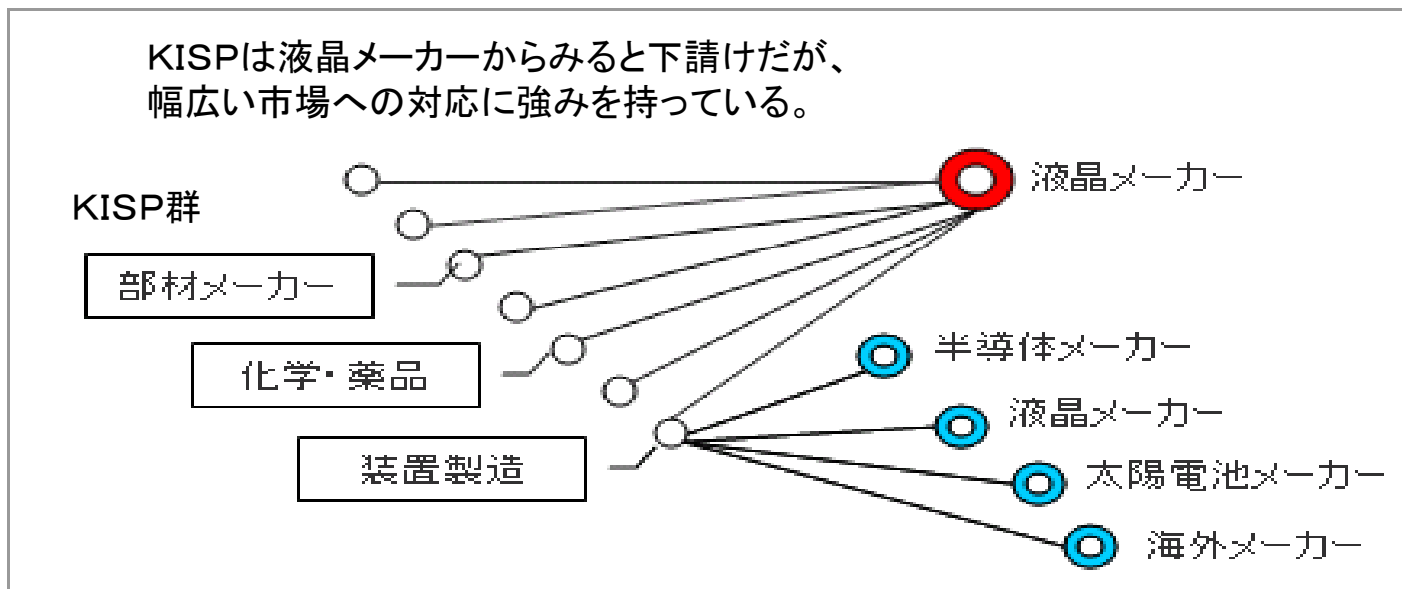 KISPは液晶メーカーからみると下請けだが、
幅広い市場への対応に強みを持っている。
液晶メーカー
KISP群
部材メーカー
半導体メーカー
化学・薬品
液晶メーカー
装置製造
太陽電池メーカー
海外メーカー